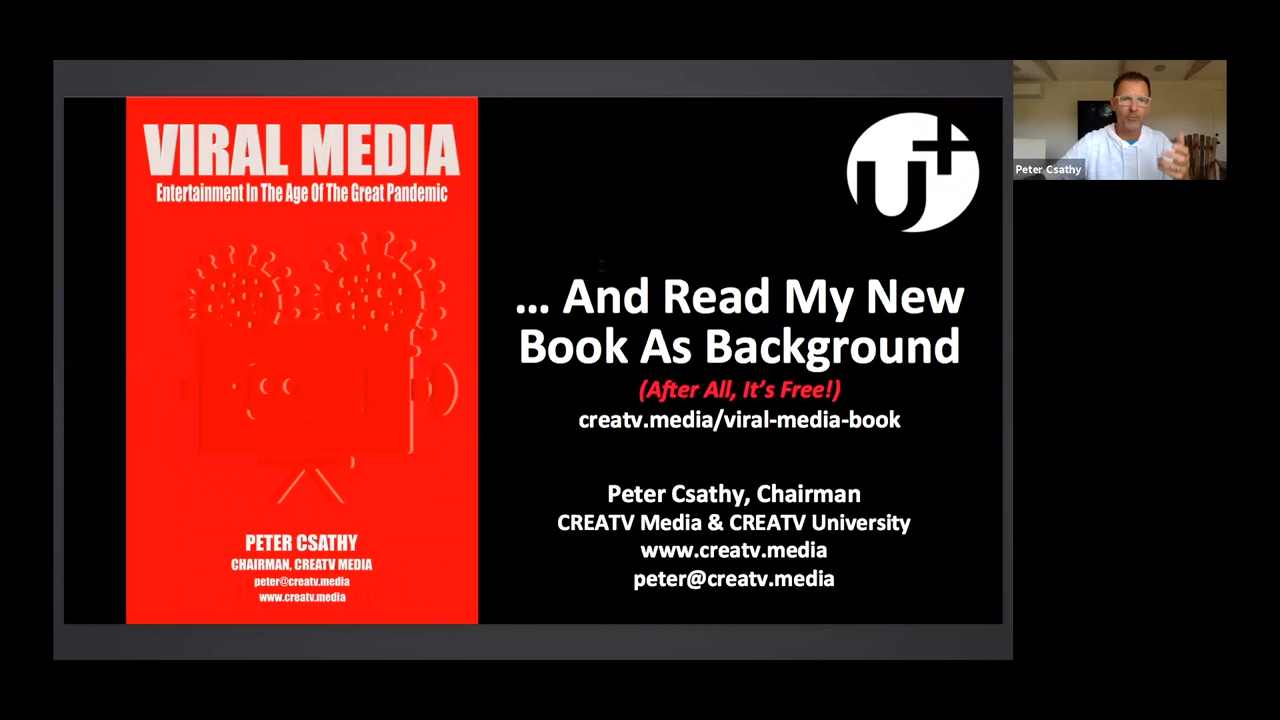 VIRAL MEDIA
Entertainment In The Age Of The Great Pandemic
PETER CSATHY
CHAIRMAN, CREATV MEDIA
peter@creatv.media
www.creatv.media
U+
... And Read My New
Book As Background
(After All, It's Free!)
creatv.media/viral-media-book
Peter Csathy, Chairman
CREATV Media & CREATV University
www.creatv.media
peter@creatv.media
Peter Csathy